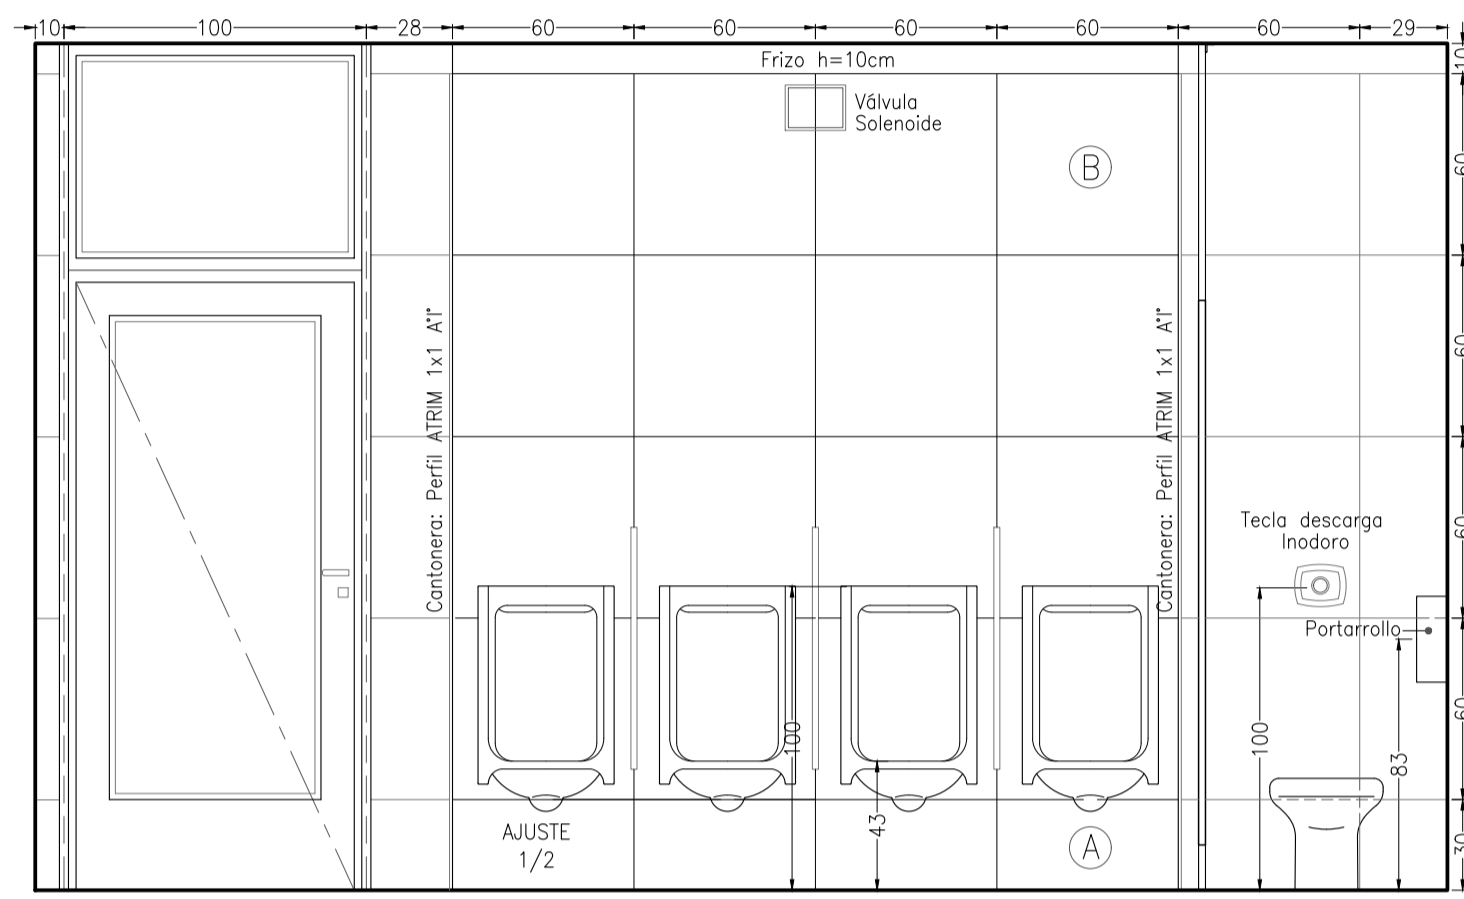 10 100 28 60 60 60 60 60 29
Frizo h=10cm
10
Válvula
Solenoide
B
60
60
Cantonera: Perfil ATRIM 1x1 A°I°
Cantonera: Perfil ATRIM 1x1 A°I°
60
Tecla descarga
Inodoro
Portarrollo
60
100
100
83
43
AJUSTE
1/2
A
30